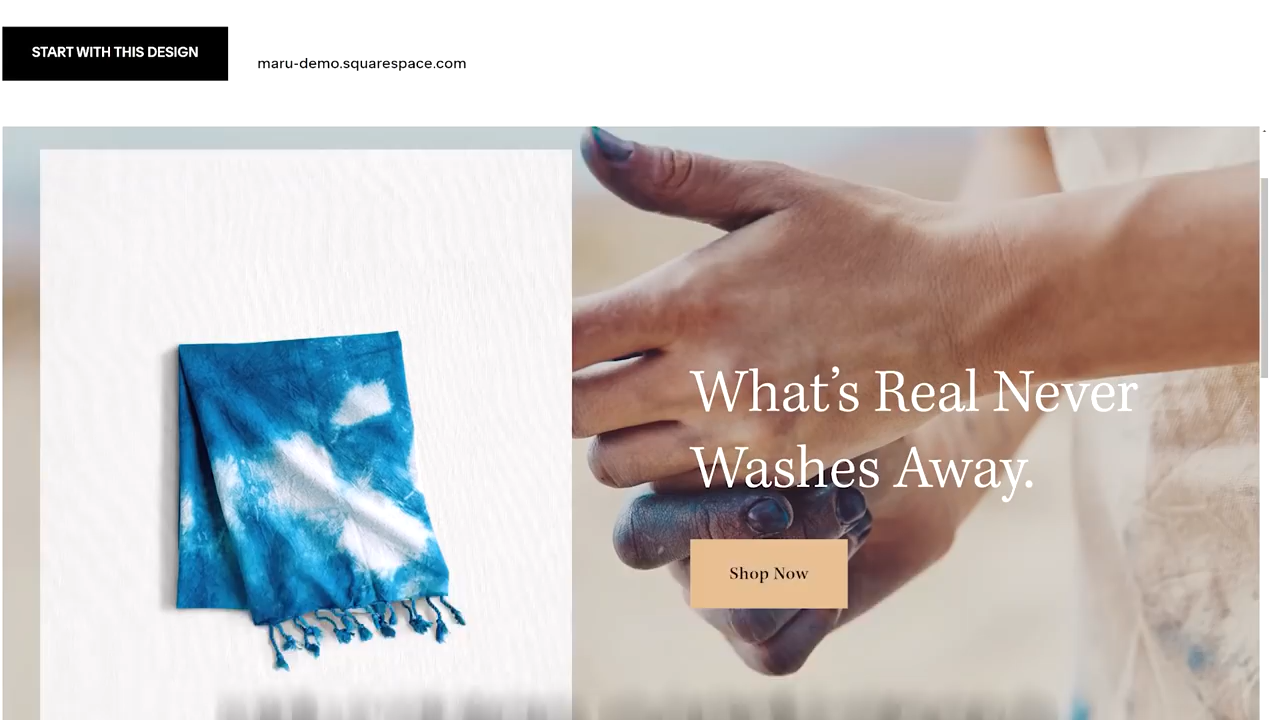 START WITH THIS DESIGN
maru-demo.squarespace.com
What’s Real Never
Washes Away.
Shop Now